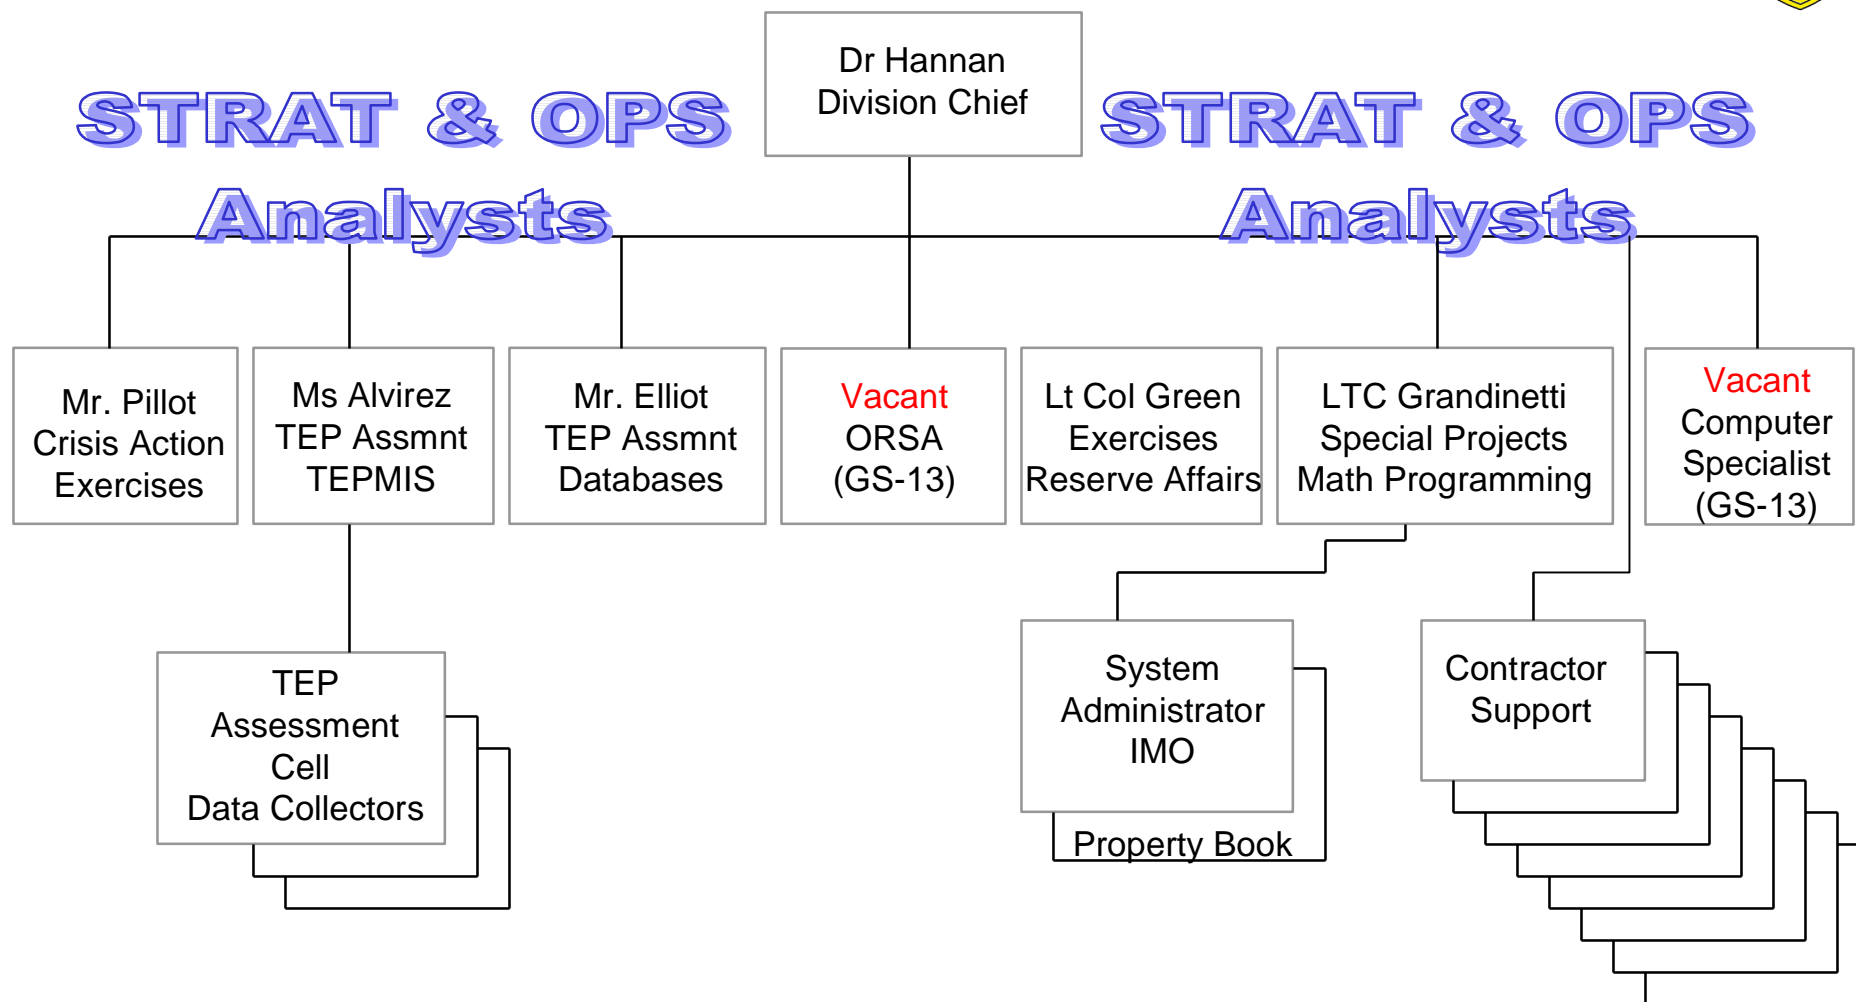 Dr Hannan
Division Chief
STRAT & OPS
Analysts
STRAT & OPS
Analysts
Mr. Pillot
Crisis Action
Exercises
Ms Alvirez
TEP Assmnt
TEPMIS
Mr. Elliot
TEP Assmnt
Databases
Vacant
ORSA
(GS-13)
Lt Col Green
Exercises
Reserve Affairs
LTC Grandinetti
Special Projects
Math Programming
Vacant
Computer
Specialist
(GS-13)
TEP
Assessment
Cell
Data Collectors
System
Administrator
IMO
Property Book
Contractor
Support